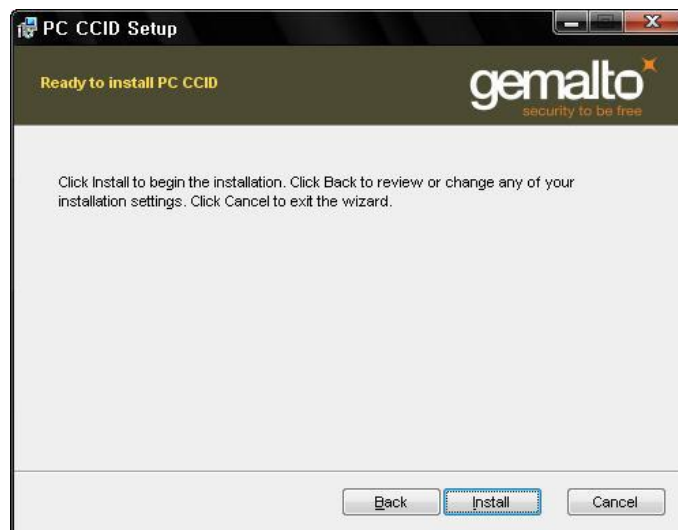 PC CCID Setup
Ready to install PC CCID
gemalto
security to be free
Click Install to begin the installation. Click Back to review or change any of your
installation settings. Click Cancel to exit the wizard.
Back
Install
Cancel